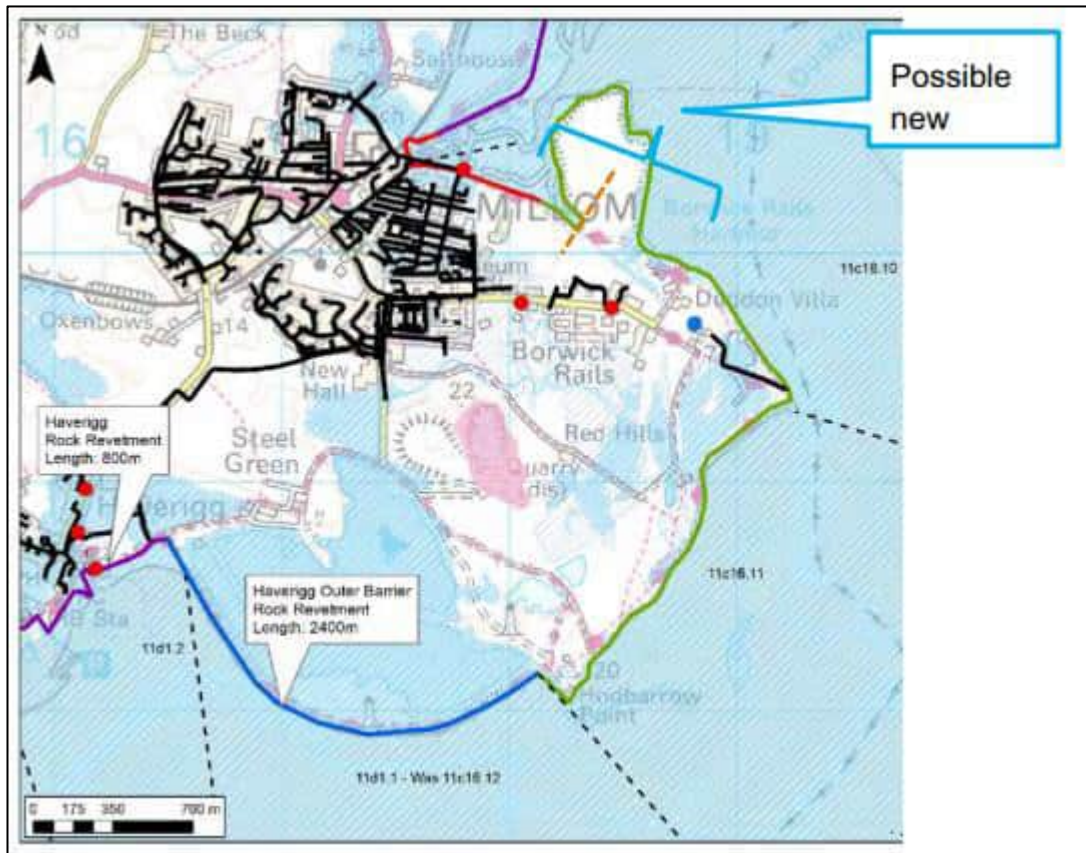 N
The Beck
Salthouse
16
Possible
new
MILLOM
Borwick Rails
Harbour
11c16.10
Duddon Villa
Oxenbows
14
Borwick
Rails
New
Hall
22
Haverigg
Rock Revetment
Length: 800m
Steel
Green
Red Hills
Quarry
(dis)
Haverigg
11c16.11
Haverigg Outer Barrier
Rock Revetment
Length: 2400m
Sta
11d1.2
20
Hodbarrow
Point
11d1.1 - Was 11c16.12
0 175 350 700 m